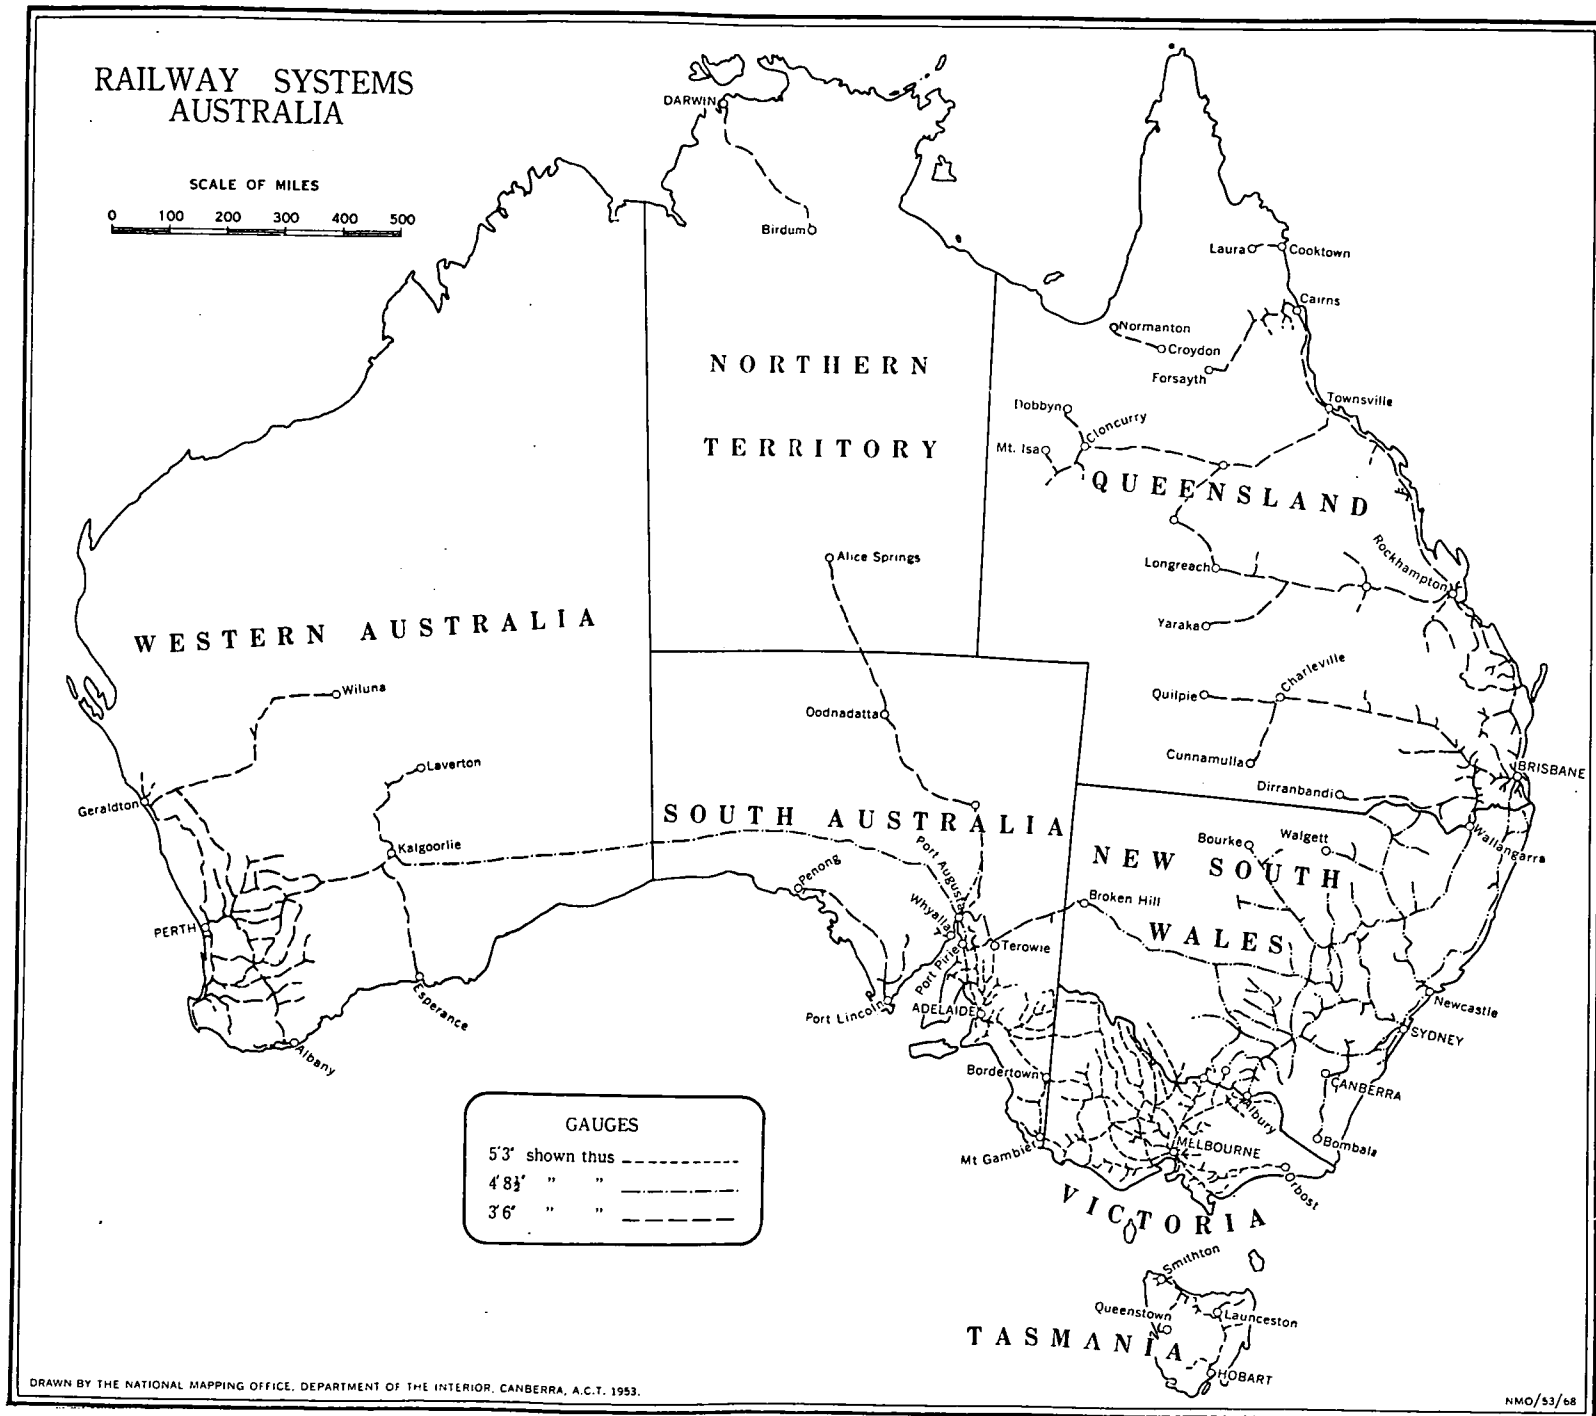 RAILWAY SYSTEMS
AUSTRALIA
SCALE OF MILES
0 100 200 300 400 500
DARWIN
Birdum
Laura
Cooktown
Cairns
Normanton
Croydon
Forsayth
NORTHERN
TERRITORY
Townsville
Dobbyn
Cloncurry
Mt. Isa
QUEENSLAND
Rockhampton
Longreach
Alice Springs
Yaraka
WESTERN AUSTRALIA
Charleville
Quilpie
Wiluna
Oodnadatta
Cunnamulla
Laverton
BRISBANE
Dirranbandi
Geraldton
SOUTH AUSTRALIA
Wallangarra
Bourke
Walgett
Kalgoorlie
NEW SOUTH
WALES
Port Augusta
Penong
Whyalla
Broken Hill
PERTH
Terowie
Port Pirie
Esperance
Port Lincoln
ADELAIDE
Newcastle
SYDNEY
Albany
Bordertown
CANBERRA
Albury
Bombala
MELBOURNE
Mt Gambier
Orbost
VICTORIA
GAUGES
5'3" shown thus
4'8½" " "
3'6" " "
Smithton
Queenstown
Launceston
TASMANIA
HOBART
DRAWN BY THE NATIONAL MAPPING OFFICE, DEPARTMENT OF THE INTERIOR, CANBERRA, A.C.T. 1953.
NMO/53/68